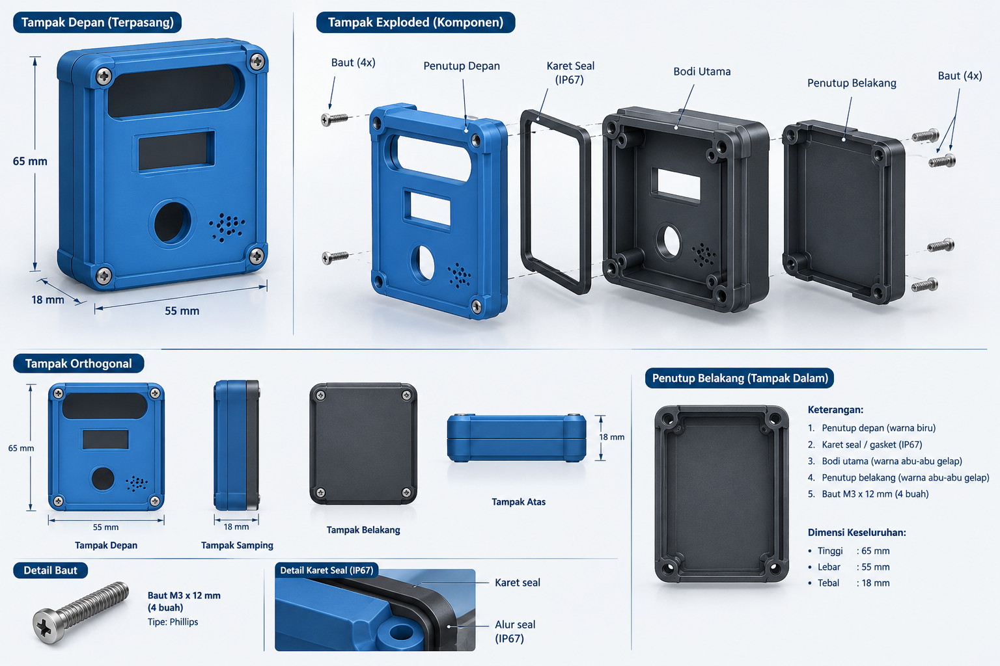 Tampak Depan (Terpasang)
65 mm
18 mm
55 mm
Tampak Exploded (Komponen)
Baut (4x)
Penutup Depan
Karet Seal
(IP67)
Bodi Utama
Penutup Belakang
Baut (4x)
Tampak Orthogonal
65 mm
55 mm
Tampak Depan
18 mm
Tampak Samping
Tampak Belakang
18 mm
Tampak Atas
Penutup Belakang (Tampak Dalam)
Keterangan:
1. Penutup depan (warna biru)
2. Karet seal / gasket (IP67)
3. Bodi utama (warna abu-abu gelap)
4. Penutup belakang (warna abu-abu gelap)
5. Baut M3 x 12 mm (4 buah)
Dimensi Keseluruhan:
• Tinggi : 65 mm
• Lebar : 55 mm
• Tebal : 18 mm
Detail Baut
Baut M3 x 12 mm
(4 buah)
Tipe: Phillips
Detail Karet Seal (IP67)
Karet seal
Alur seal
(IP67)